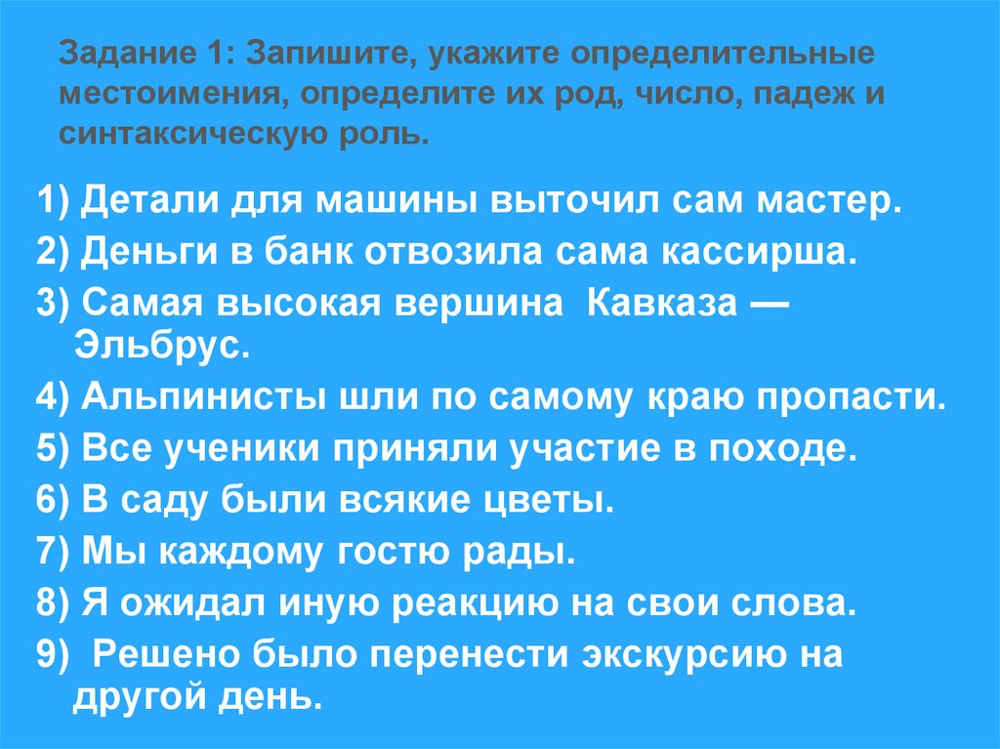 Задание 1: Запишите, укажите определительные
местоимения, определите их род, число, падеж и
синтаксическую роль.
1) Детали для машины выточил сам мастер.
2) Деньги в банк отвозила сама кассирша.
3) Самая высокая вершина Кавказа —
Эльбрус.
4) Альпинисты шли по самому краю пропасти.
5) Все ученики приняли участие в походе.
6) В саду были всякие цветы.
7) Мы каждому гостю рады.
8) Я ожидал иную реакцию на свои слова.
9) Решено было перенести экскурсию на
другой день.